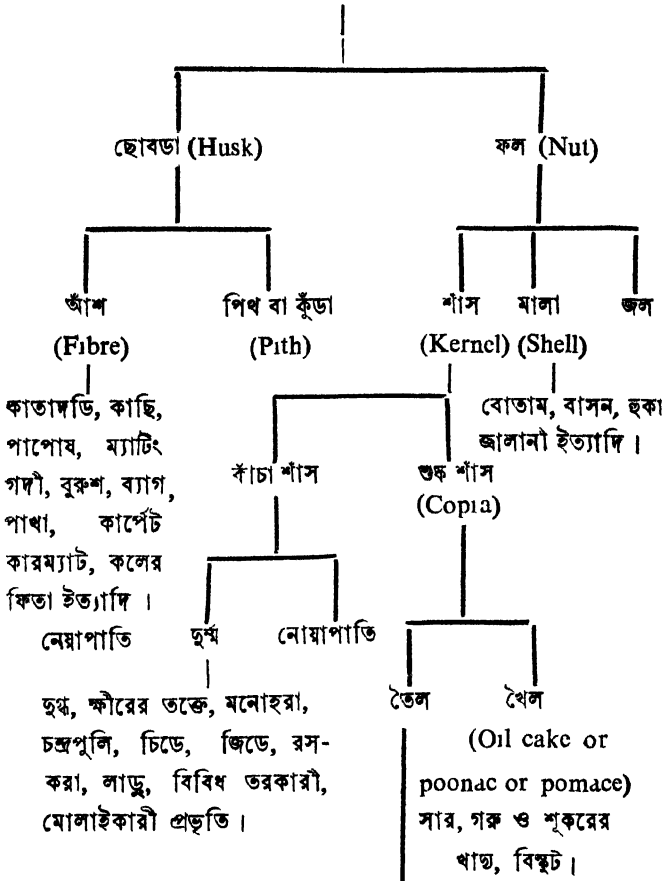 ছোবডা (Husk) ফল (Nut)
আঁশ পিথ বা কুঁডা শাঁস মালা জল
(Fibre) (Pith) (Kernel) (Shell)
কাতাদডি, কাছি,
পাপোষ, ম্যাটিং
গদী, বুরুশ, ব্যাগ,
পাখা, কার্পেট
কারম্যাট, কলের
ফিতা ইত্যাদি ।
বোতাম, বাসন, হুকা
জালানী ইত্যাদি ।
কাঁচা শাঁস শুষ্ক শাঁস
(Copia)
নেয়াপাতি দুম্ম নোয়াপাতি
দুগ্ধ, ক্ষীরের তক্তে, মনোহরা,
চন্দ্রপুলি, চিডে, জিডে, রস-
করা, লাড়ু, বিবিধ তরকারী,
মোলাইকারী প্রভৃতি ।
তৈল খৈল
(Oil cake or
poonac or pomace)
সার, গরু ও শূকরের
খাদ্য, বিস্কুট ।